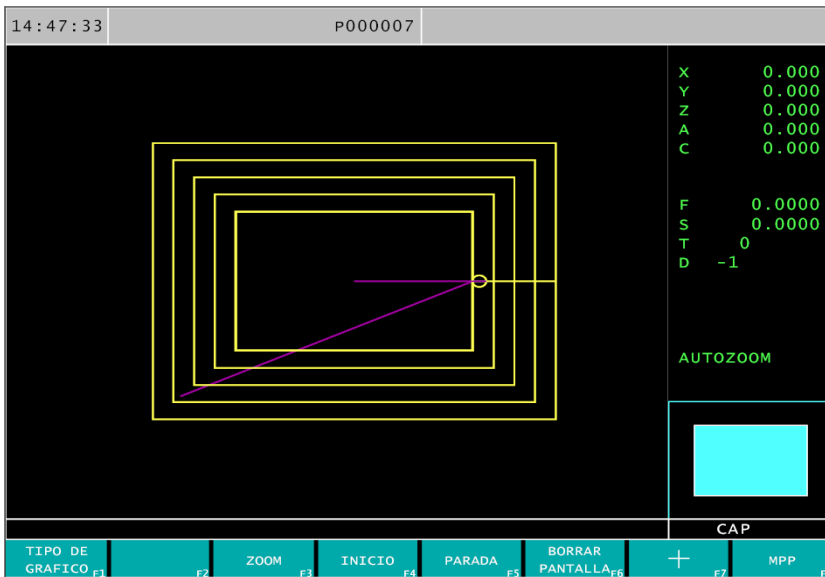 14:47:33 P000007
X 0.000
Y 0.000
Z 0.000
A 0.000
C 0.000
F 0.0000
S 0.0000
T 0
D -1
AUTOZOOM
CAP
TIPO DE
GRAFICO F1
F2
ZOOM F3
INICIO F4
PARADA F5
BORRAR
PANTALLA F6
+ F7
MPP